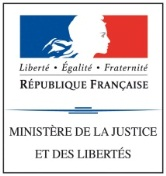 Liberté • Égalité • Fraternité
RÉPUBLIQUE FRANÇAISE
MINISTÈRE DE LA JUSTICE
ET DES LIBERTÉS